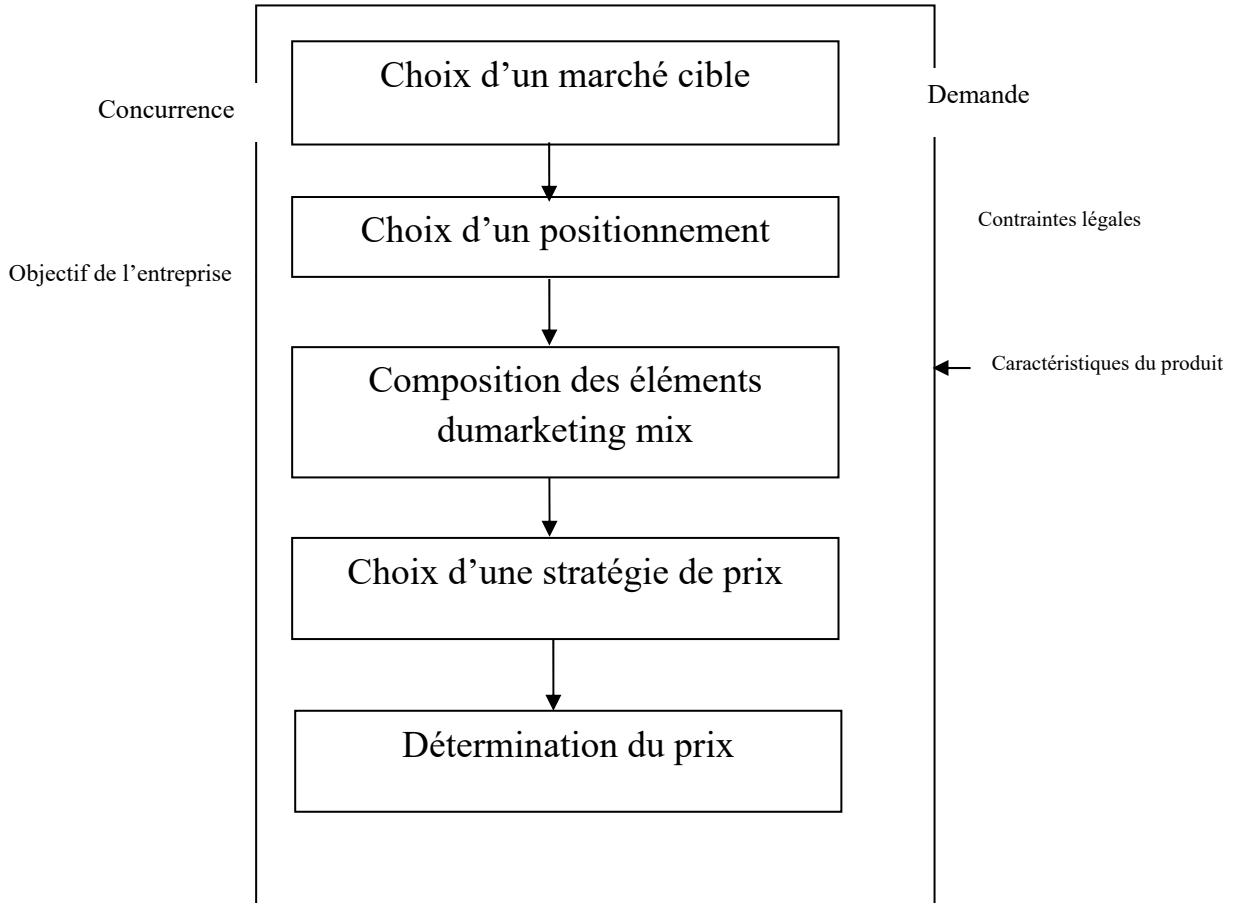 Choix d’un marché cible
Concurrence
Demande
Choix d’un positionnement
Contraintes légales
Objectif de l’entreprise
Composition des éléments
dumarketing mix
Caractéristiques du produit
Choix d’une stratégie de prix
Détermination du prix